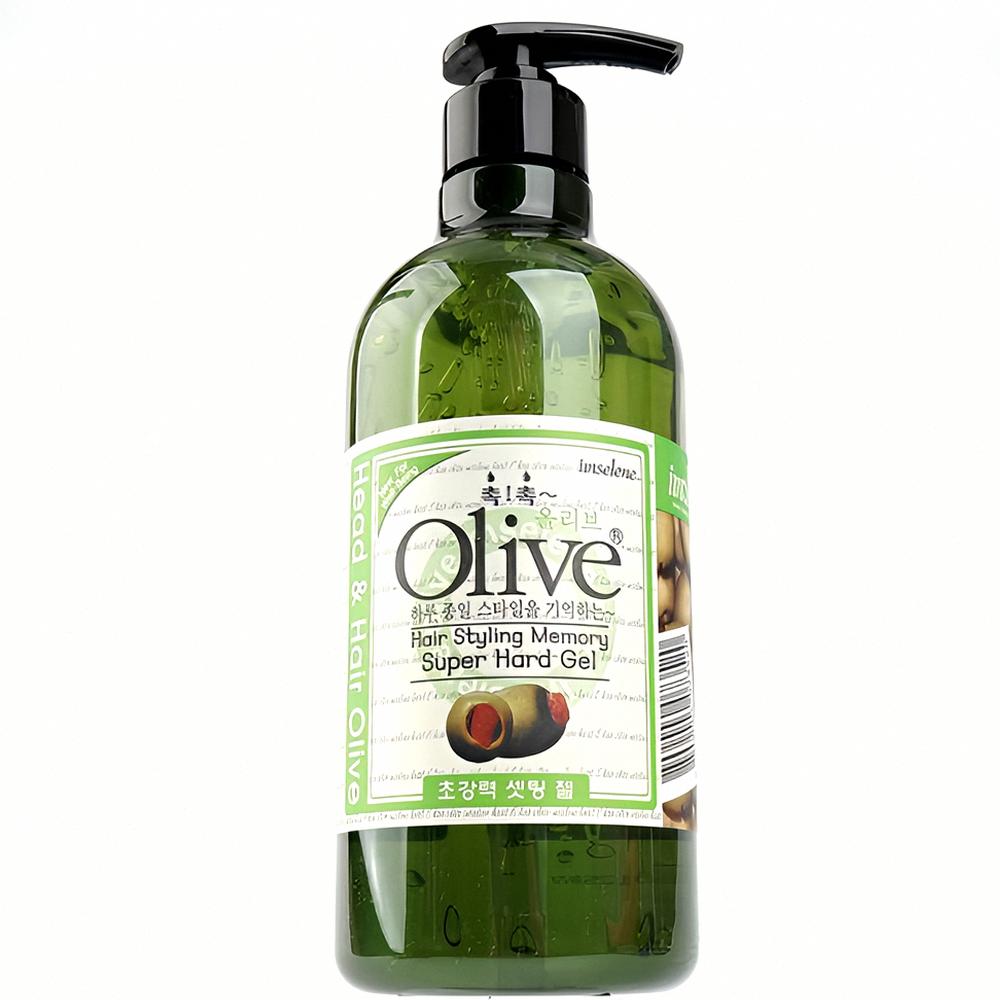 imselene
촉!촉~
올리브
Olive®
하루 종일 스타일을 기억하는~
Hair Styling Memory
Super Hard Gel
초강력 셋팅 젤
Head & Hair Olive